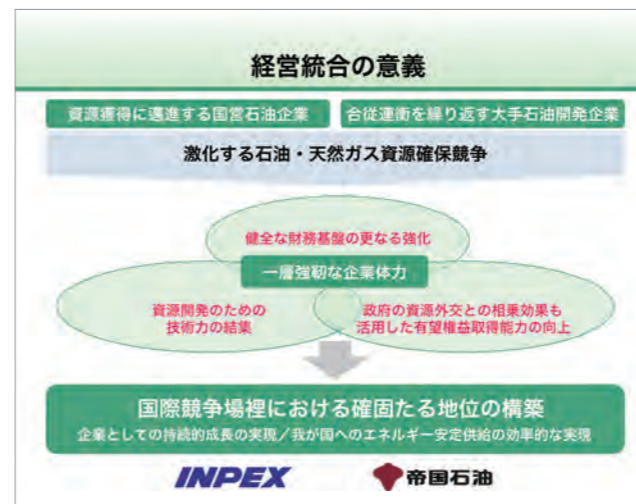 経営統合の意義
資源獲得に邁進する国営石油企業
合従連衡を繰り返す大手石油開発企業
激化する石油・天然ガス資源確保競争
健全な財務基盤の更なる強化
一層強靭な企業体力
資源開発のための
技術力の結集
政府の資源外交との相乗効果も
活用した有望権益取得能力の向上
国際競争場裡における確固たる地位の構築
企業としての持続的成長の実現／我が国へのエネルギー安定供給の効率的な実現
INPEX
帝国石油